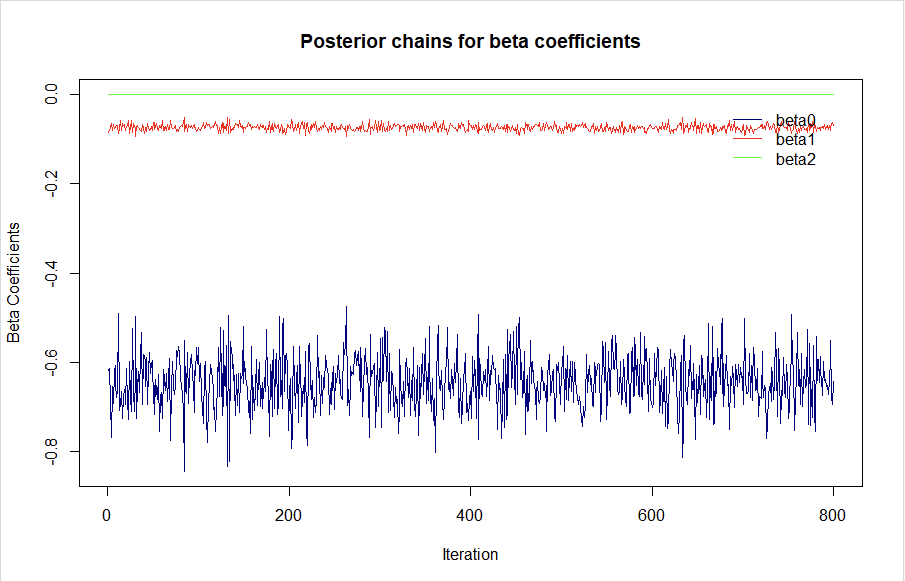 Posterior chains for beta coefficients
0.0
-0.2
-0.4
-0.6
-0.8
Beta Coefficients
beta0
beta1
beta2
0
200
400
600
800
Iteration